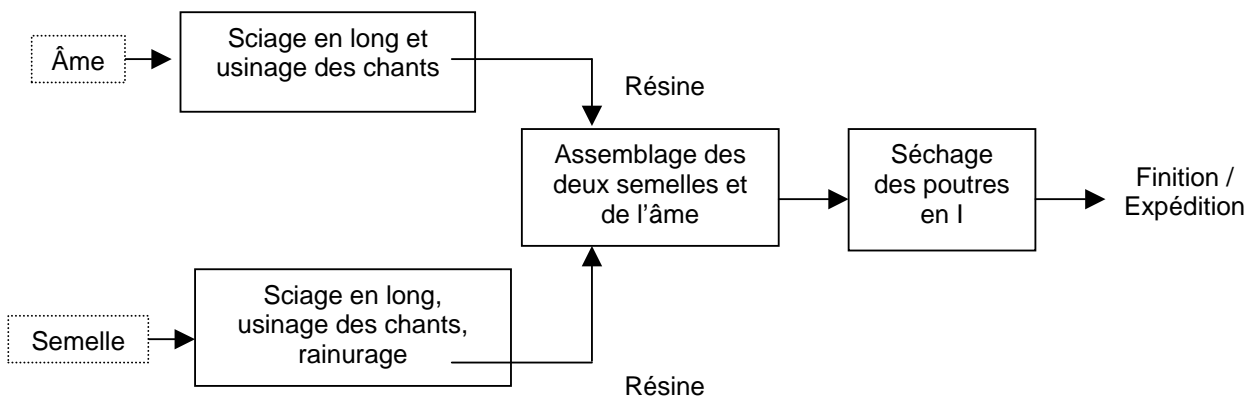 Âme
Sciage en long et
usinage des chants
Résine
Assemblage des
deux semelles et
de l'âme
Séchage
des poutres
en I
Finition /
Expédition
Semelle
Sciage en long,
usinage des chants,
rainurage
Résine